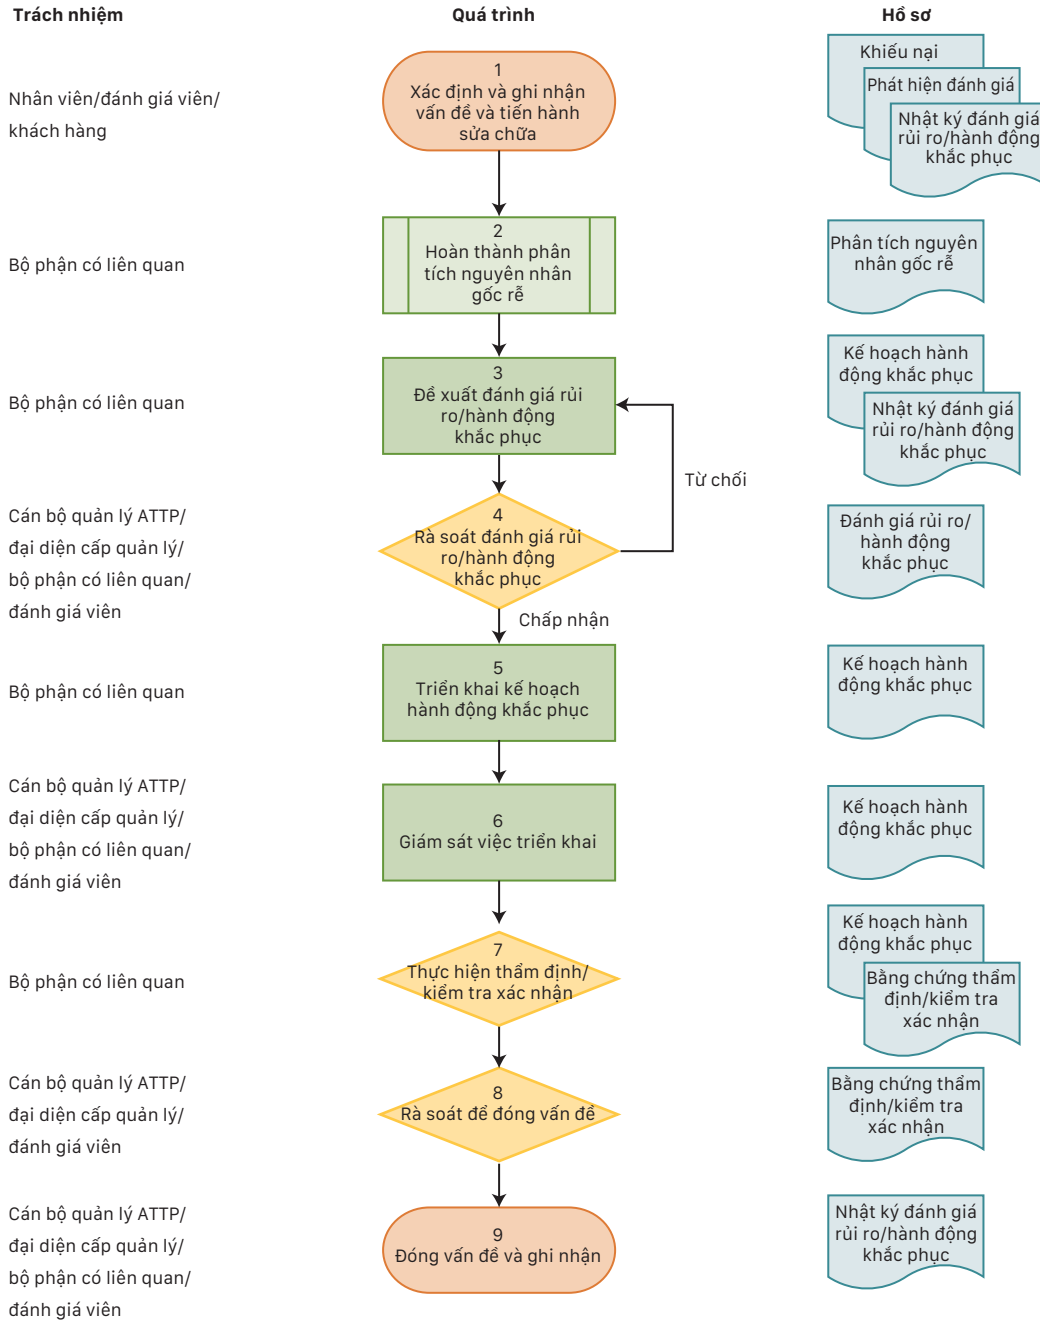 Trách nhiệm
Quá trình
Hồ sơ
Nhân viên/đánh giá viên/
khách hàng
1
Xác định và ghi nhận
vấn đề và tiến hành
sửa chữa
Khiếu nại
Phát hiện đánh giá
Nhật ký đánh giá
rủi ro/hành động
khắc phục
Bộ phận có liên quan
2
Hoàn thành phân
tích nguyên nhân
gốc rễ
Phân tích nguyên
nhân gốc rễ
Bộ phận có liên quan
3
Đề xuất đánh giá rủi
ro/hành động
khắc phục
Kế hoạch hành
động khắc phục
Nhật ký đánh giá
rủi ro/hành động
khắc phục
Từ chối
Cán bộ quản lý ATTP/
đại diện cấp quản lý/
bộ phận có liên quan/
đánh giá viên
4
Rà soát đánh giá rủi
ro/hành động
khắc phục
Đánh giá rủi ro/
hành động
khắc phục
Chấp nhận
Bộ phận có liên quan
5
Triển khai kế hoạch
hành động khắc phục
Kế hoạch hành
động khắc phục
Cán bộ quản lý ATTP/
đại diện cấp quản lý/
bộ phận có liên quan/
đánh giá viên
6
Giám sát việc triển khai
Kế hoạch hành
động khắc phục
Bộ phận có liên quan
7
Thực hiện thẩm định/
kiểm tra xác nhận
Kế hoạch hành
động khắc phục
Bằng chứng thẩm
định/kiểm tra
xác nhận
Cán bộ quản lý ATTP/
đại diện cấp quản lý/
đánh giá viên
8
Rà soát để đóng vấn đề
Bằng chứng thẩm
định/kiểm tra
xác nhận
Cán bộ quản lý ATTP/
đại diện cấp quản lý/
bộ phận có liên quan/
đánh giá viên
9
Đóng vấn đề và ghi nhận
Nhật ký đánh giá
rủi ro/hành động
khắc phục